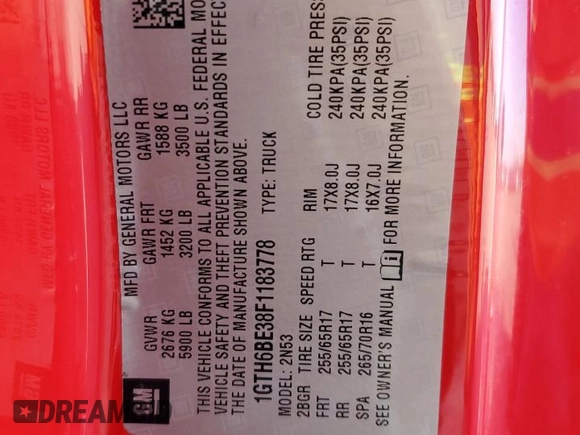 MFD BY GENERAL MOTORS LLC
GVWR GAWR FRT GAWR RR
2676 KG 1452 KG 1588 KG
5900 LB 3200 LB 3500 LB
THIS VEHICLE CONFORMS TO ALL APPLICABLE U.S. FEDERAL MO
VEHICLE SAFETY AND THEFT PREVENTION STANDARDS IN EFFEC
THE DATE OF MANUFACTURE SHOWN ABOVE.
1GTH6BE38F1183778 TYPE: TRUCK
MODEL: 2N53
2BGR TIRE SIZE SPEED RTG RIM COLD TIRE PRES
FRT 255/65R17 T 17X8.0J 240KPA(35PSI)
RR 255/65R17 T 17X8.0J 240KPA(35PSI)
SPA 265/70R16 T 16X7.0J 240KPA(35PSI)
SEE OWNER'S MANUAL i FOR MORE INFORMATION.
GM